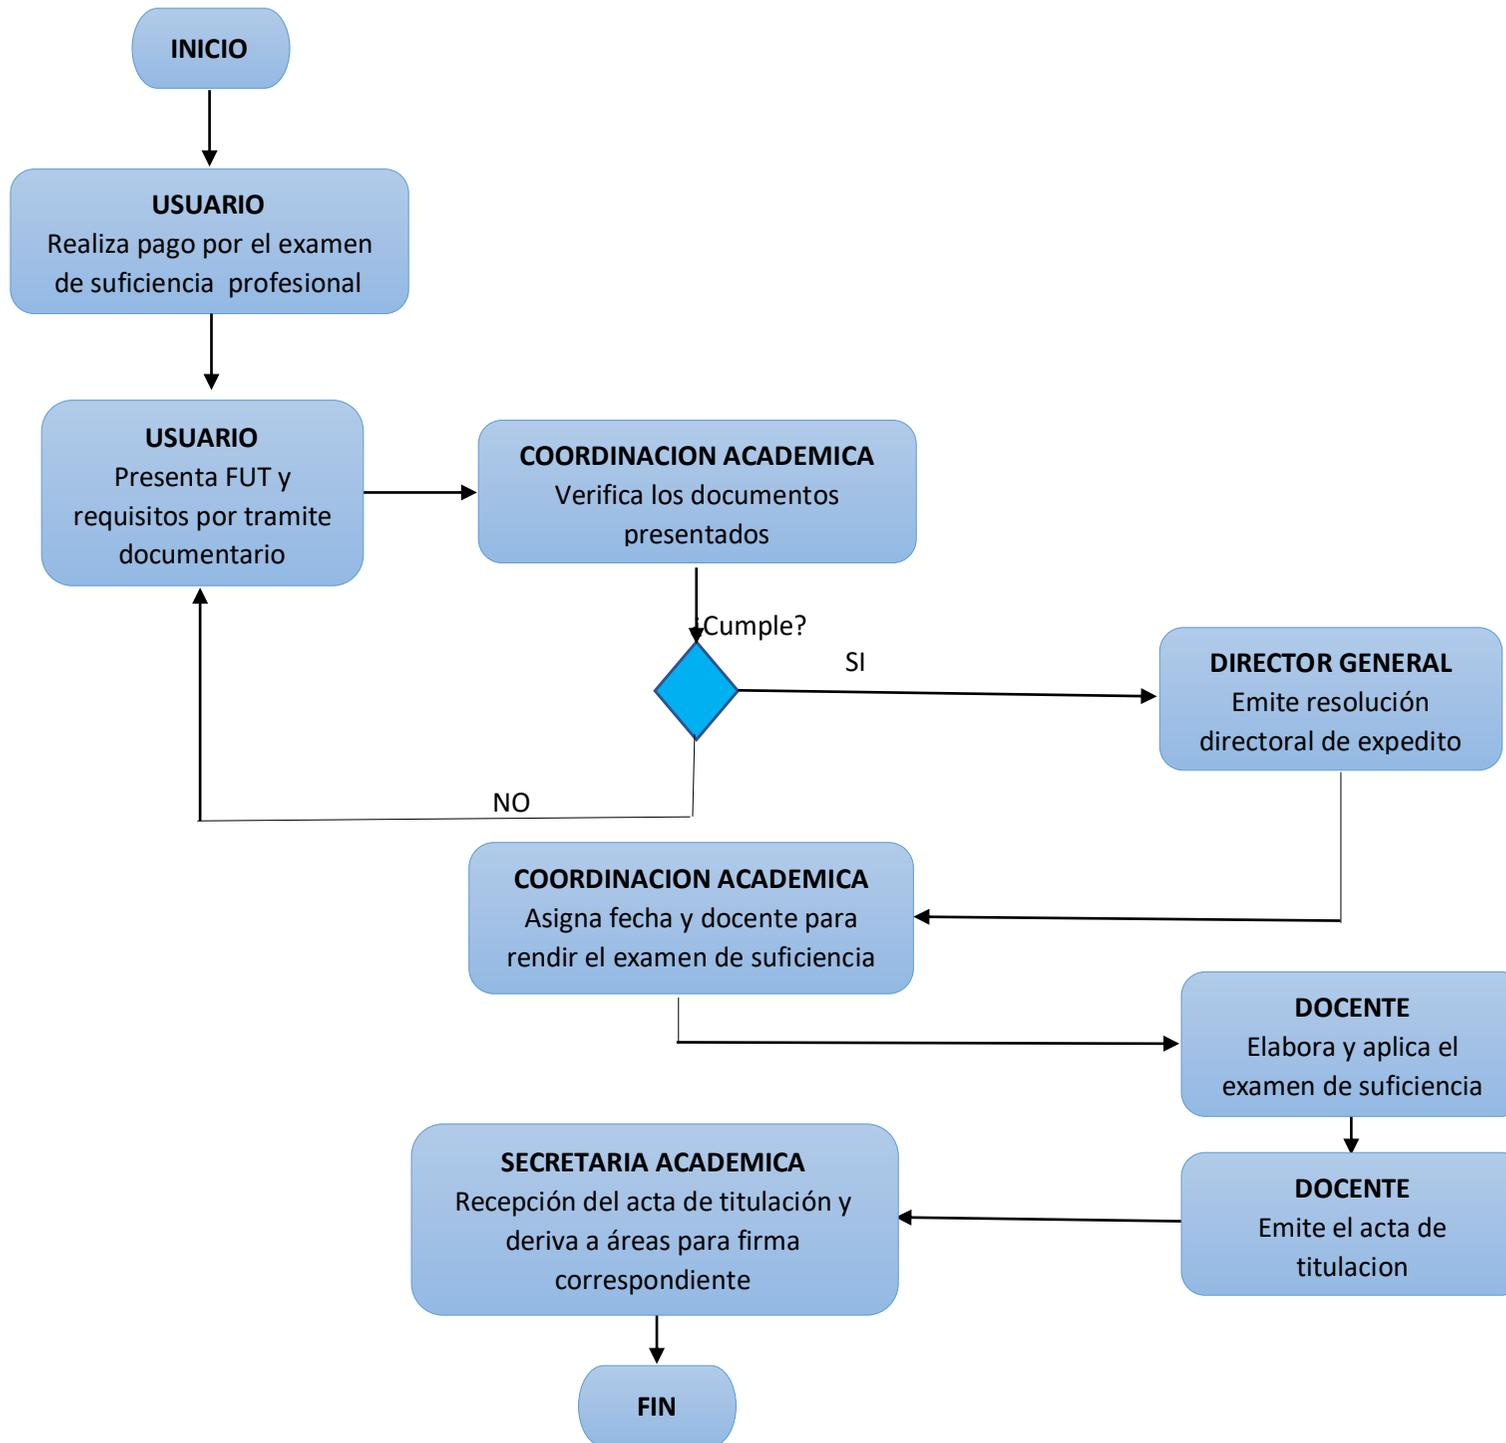 INICIO
USUARIO
Realiza pago por el examen
de suficiencia profesional
USUARIO
Presenta FUT y
requisitos por tramite
documentario
COORDINACION ACADEMICA
Verifica los documentos
presentados
Cumple?
SI
DIRECTOR GENERAL
Emite resolución
directoral de expedito
NO
COORDINACION ACADEMICA
Asigna fecha y docente para
rendir el examen de suficiencia
DOCENTE
Elabora y aplica el
examen de suficiencia
DOCENTE
Emite el acta de
titulacion
SECRETARIA ACADEMICA
Recepción del acta de titulación y
deriva a áreas para firma
correspondiente
FIN